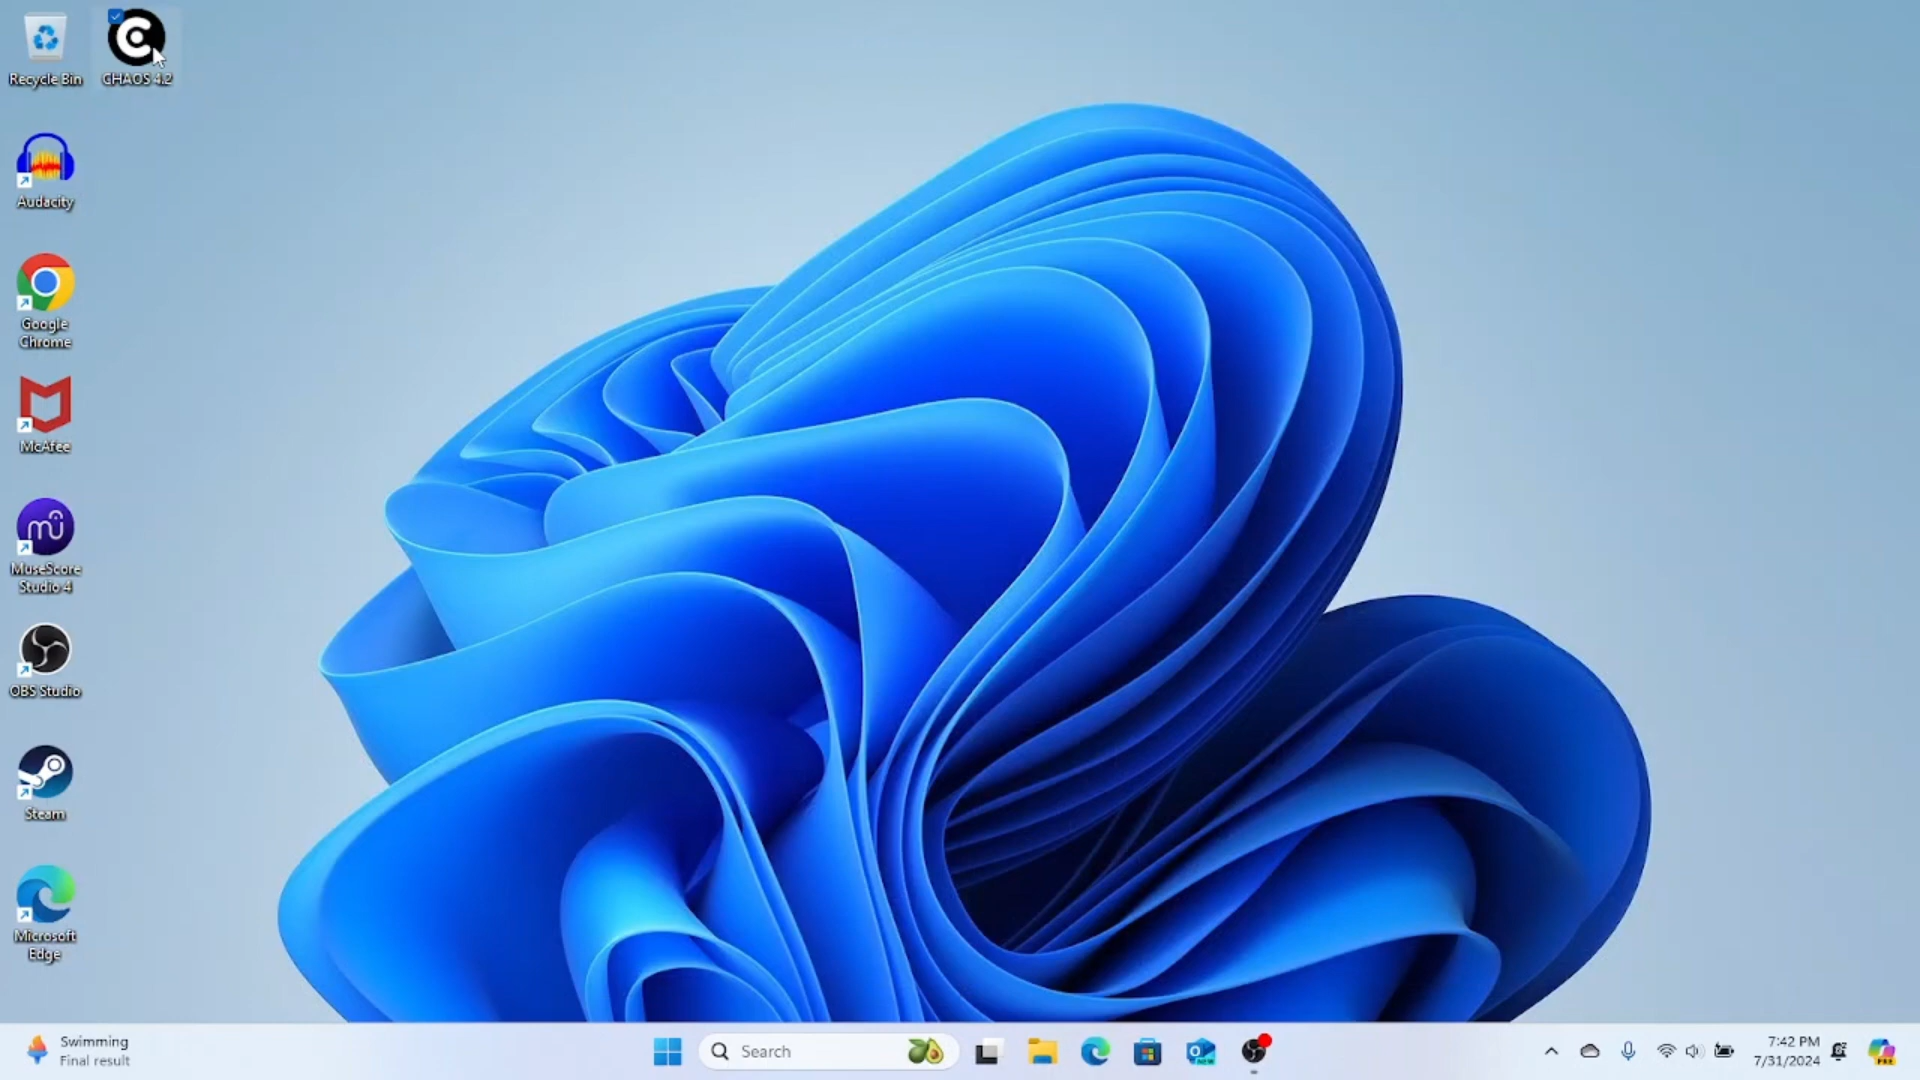 Recycle Bin
CHAOS 4.2
Audacity
Google
Chrome
McAfee
MuseScore
Studio 4
OBS Studio
Steam
Microsoft
Edge
Swimming
Final result
Search
7:42 PM
7/31/2024